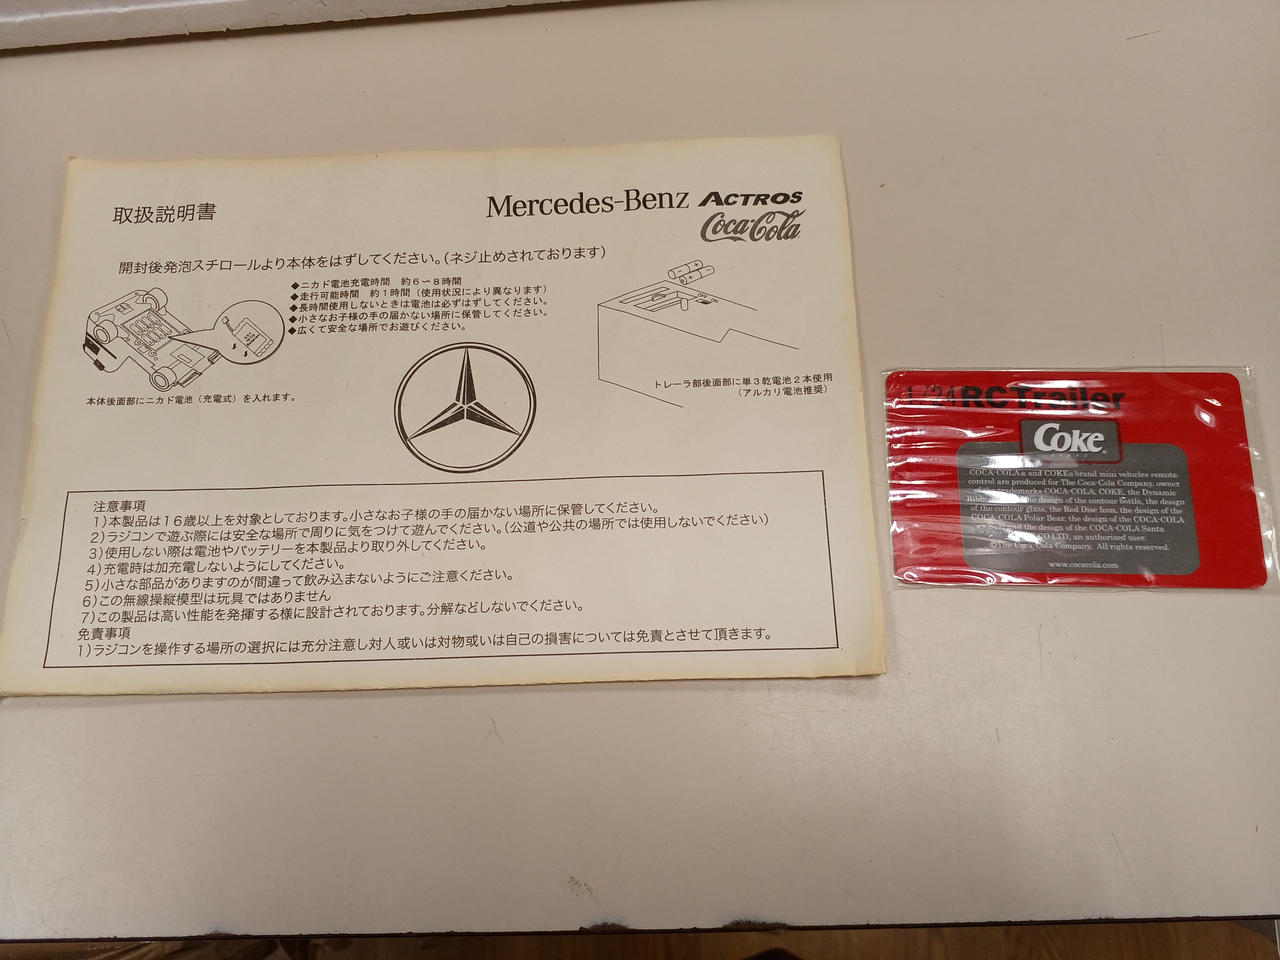 取扱説明書
Mercedes-Benz ACTROS
Coca-Cola
開封後発泡スチロールより本体をはずしてください。(ネジ止めされております)
◆ニカド電池充電時間 約6〜8時間
◆走行可能時間 約1時間（使用状況により異なります）
◆長時間使用しないときは電池は必ずはずしてください。
◆小さなお子様の手の届かない場所に保管してください。
◆広くて安全な場所でお遊びください。
本体後面部にニカド電池（充電式）を入れます。
OFF ON
トレーラ部後面部に単3乾電池2本使用
（アルカリ電池推奨）
注意事項
1)本製品は16歳以上を対象としております。小さなお子様の手の届かない場所に保管してください。
2)ラジコンで遊ぶ際には安全な場所で周りに気をつけて遊んでください。(公道や公共の場所では使用しないでください)
3)使用しない際は電池やバッテリーを本製品より取り外してください。
4)充電時は加充電しないようにしてください。
5)小さな部品がありますのが間違って飲み込まないようにご注意ください。
6)この無線操縦模型は玩具ではありません
7)この製品は高い性能を発揮する様に設計されております。分解などしないでください。
免責事項
1)ラジコンを操作する場所の選択には充分注意し対人或いは対物或いは自己の損害については免責とさせて頂きます。
1/24 RC Trailer
Coke
COCA-COLA® and COKE® brand mini vehicles remote
control are produced for The Coca-Cola Company, owner
of the trademarks COCA-COLA, COKE, the Dynamic
Ribbon the design of the contour bottle, the design
of the contour glass, the Red Disc Icon, the design of the
COCA-COLA Polar Bear, the design of the COCA-COLA
and the design of the COCA-COLA Santa
CO LTD, an authorized user.
©The Coca-Cola Company. All rights reserved.
www.cocacola.com